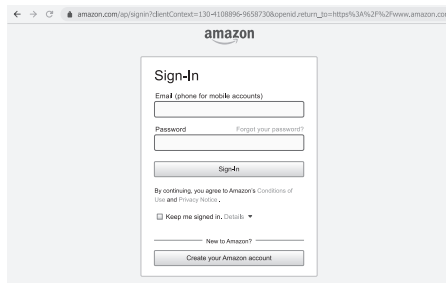 amazon.com/ap/signin?clientContext=130-4108896-9658730&openid.return_to=https%3A%2F%2Fwww.amazon.com
amazon
Sign-In
Email (phone for mobile accounts)
Password Forgot your password?
Sign-In
By continuing, you agree to Amazon's Conditions of
Use and Privacy Notice.
Keep me signed in. Details
New to Amazon?
Create your Amazon account